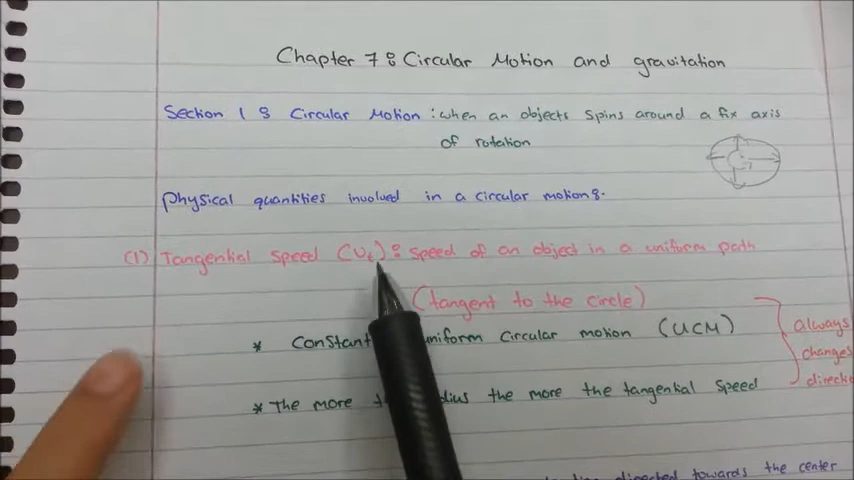 Chapter 7: Circular Motion and gravitation
Section 1: Circular Motion: when an objects spins around a fix axis
of rotation
physical quantities involved in a circular motion:-
(1) Tangential speed (Vt): speed of an object in a uniform path
(tangent to the circle)
* Constant uniform circular motion (UCM)
always
changes
* The more the more the tangential speed
directed towards the center